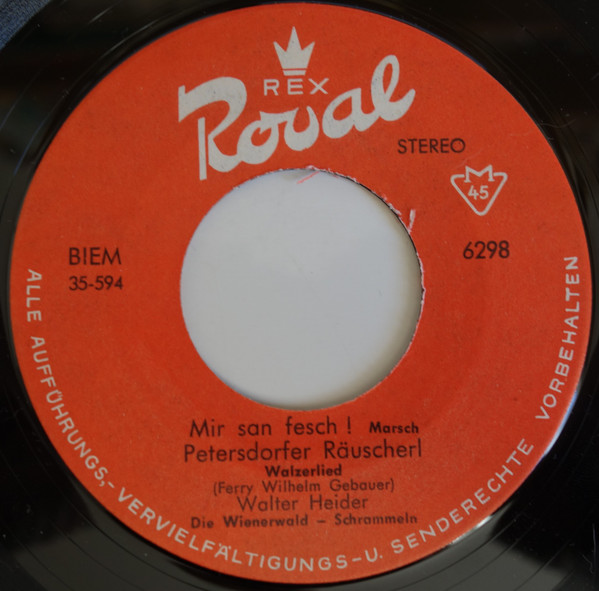 REX
Royal
STEREO
M
45
BIEM
35-594
6298
Mir san fesch! Marsch
Petersdorfer Räuscherl
Walzerlied
(Ferry Wilhelm Gebauer)
Walter Heider
Die Wienerwald – Schrammeln
ALLE AUFFÜHRUNGS,- VERVIELFÄLTIGUNGS-U. SENDERECHTE VORBEHALTEN